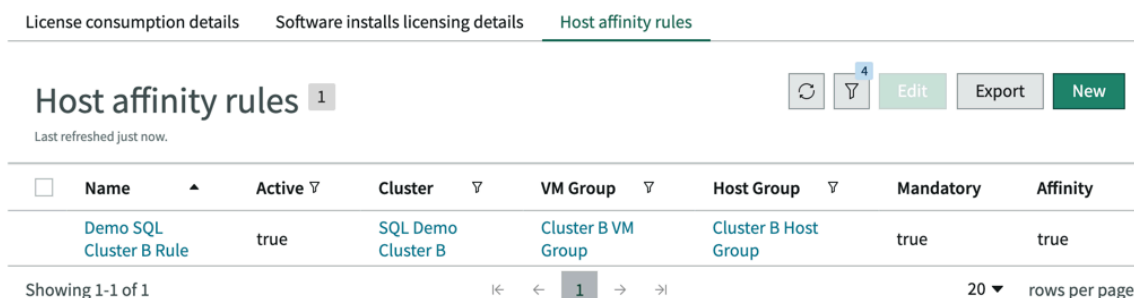 License consumption details Software installs licensing details Host affinity rules
Host affinity rules 1
4
Edit Export New
Last refreshed just now.
Name Active Cluster VM Group Host Group Mandatory Affinity
Demo SQL Cluster B Rule true SQL Demo Cluster B Cluster B VM Group Cluster B Host Group true true
Showing 1-1 of 1 1 20 rows per page